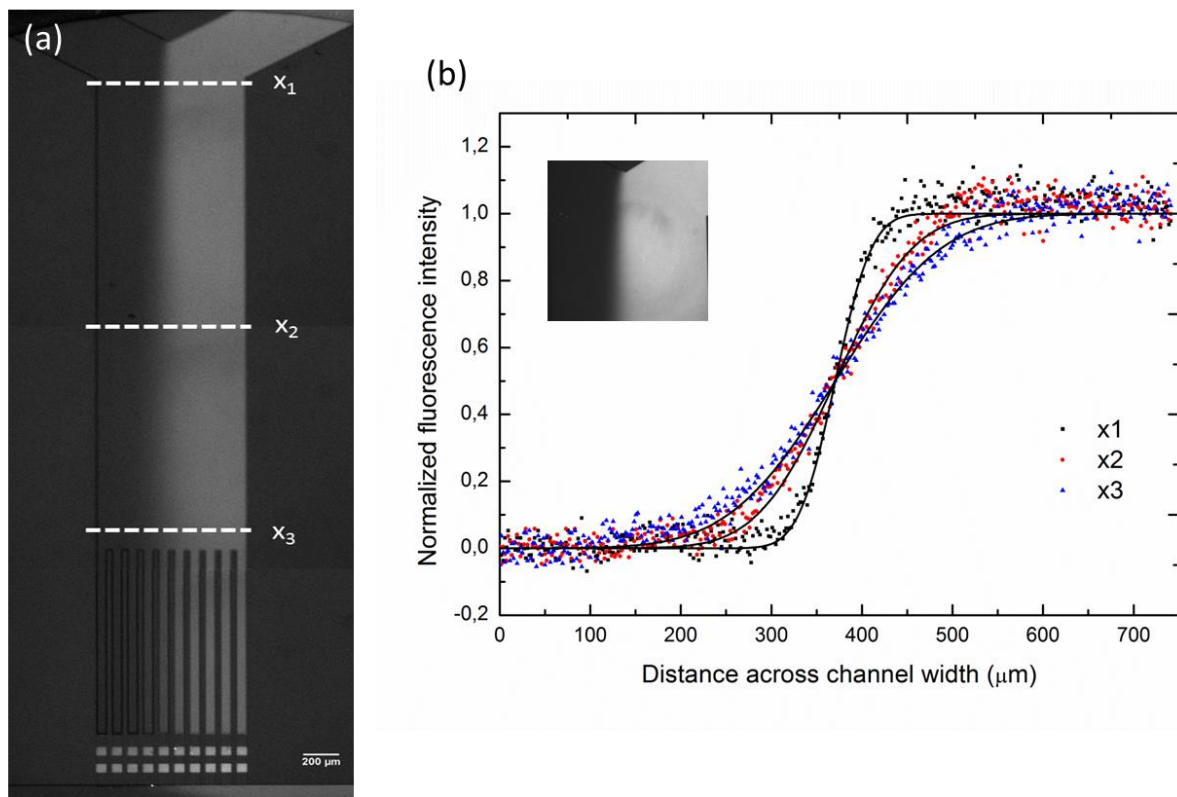 (a)
x1
x2
x3
200 μm
(b)
Normalized fluorescence intensity
1,2
1,0
0,8
0,6
0,4
0,2
0,0
-0,2
x1
x2
x3
0 100 200 300 400 500 600 700
Distance across channel width (μm)